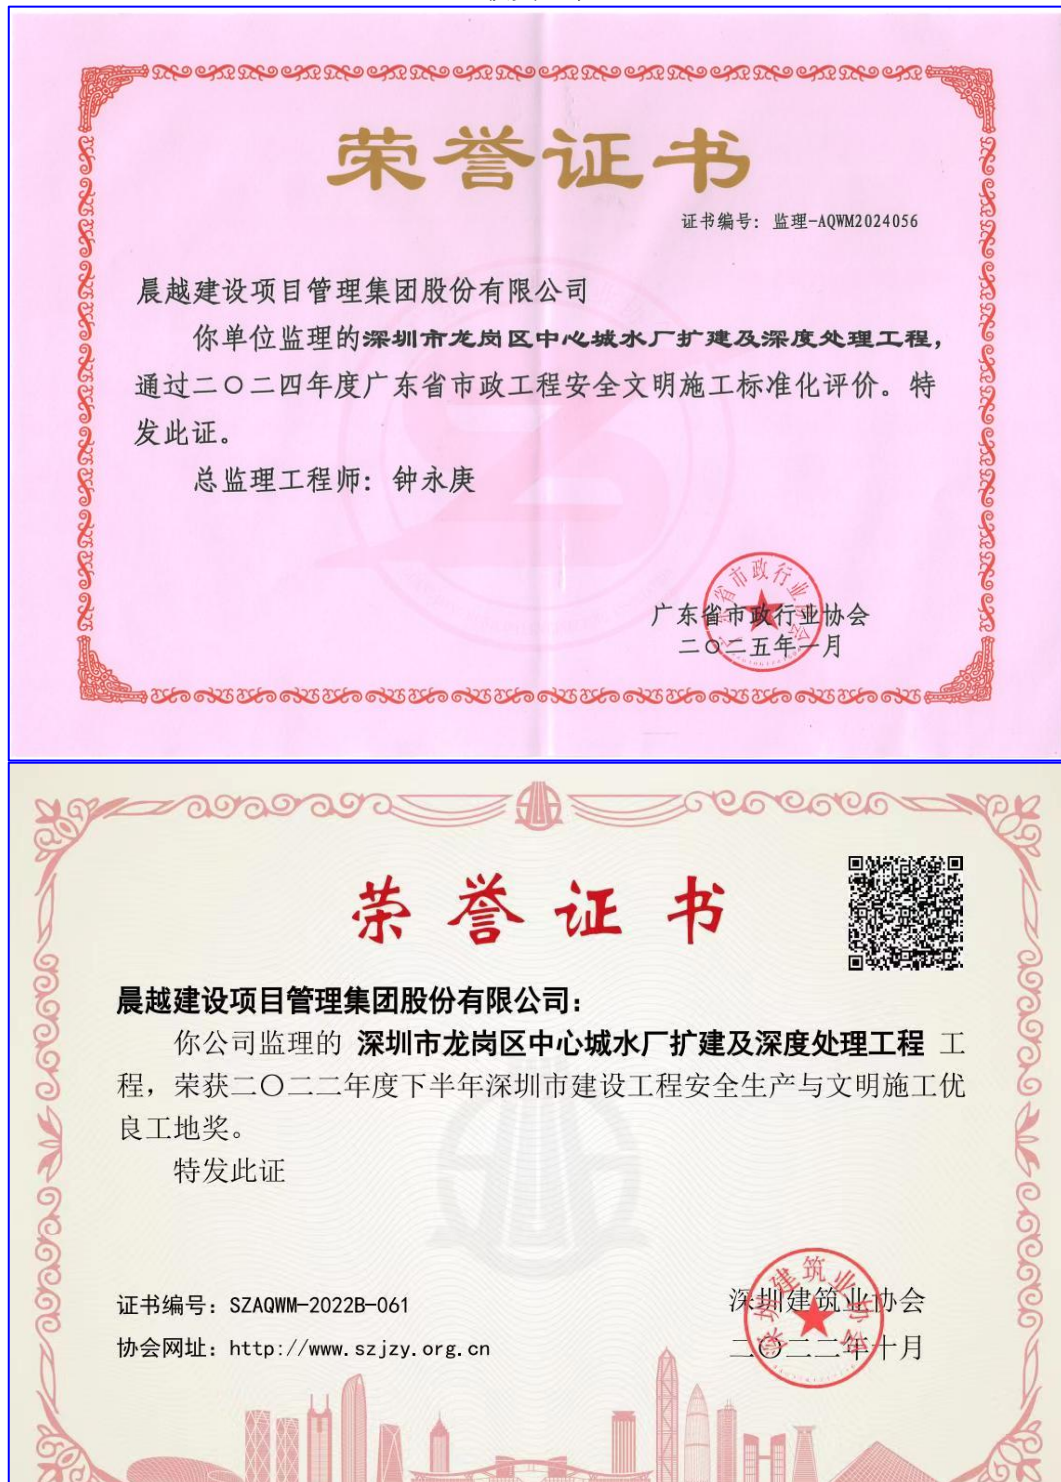 荣誉证书
证书编号：监理-AQWM2024056
晨越建设项目管理集团股份有限公司
你单位监理的深圳市龙岗区中心城水厂扩建及深度处理工程，
通过二〇二四年度广东省市政工程安全文明施工标准化评价。特
发此证。
总监理工程师：钟永庚
广东省市政行业协会
二〇二五年一月
荣誉证书
晨越建设项目管理集团股份有限公司：
你公司监理的 深圳市龙岗区中心城水厂扩建及深度处理工程 工
程，荣获二〇二二年度下半年深圳市建设工程安全生产与文明施工优
良工地奖。
特发此证
证书编号：SZAQWM-2022B-061
协会网址：http://www.szjzy.org.cn
深圳建筑业协会
深圳建筑业协会
二〇二二年十月